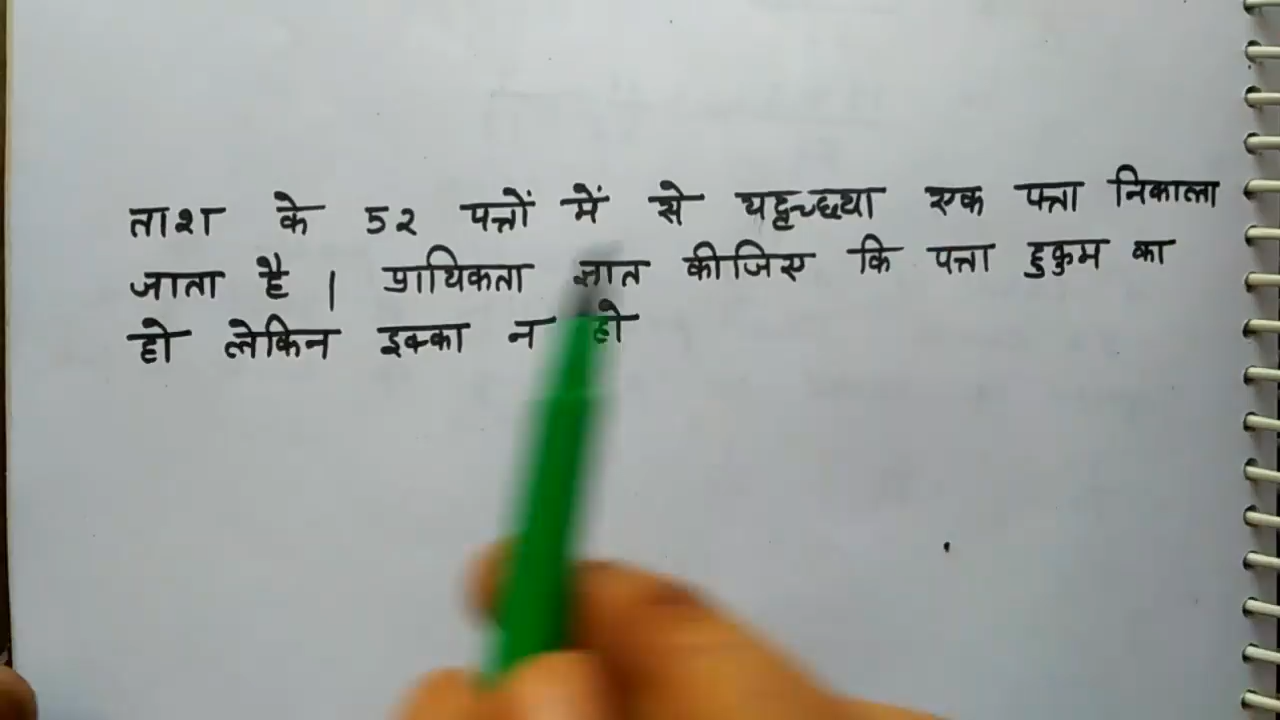 ताश के 52 पत्तों में से यदृच्छया एक पत्ता निकाला
जाता है । प्रायिकता ज्ञात कीजिए कि पत्ता हुकुम का
हो लेकिन इक्का न हो